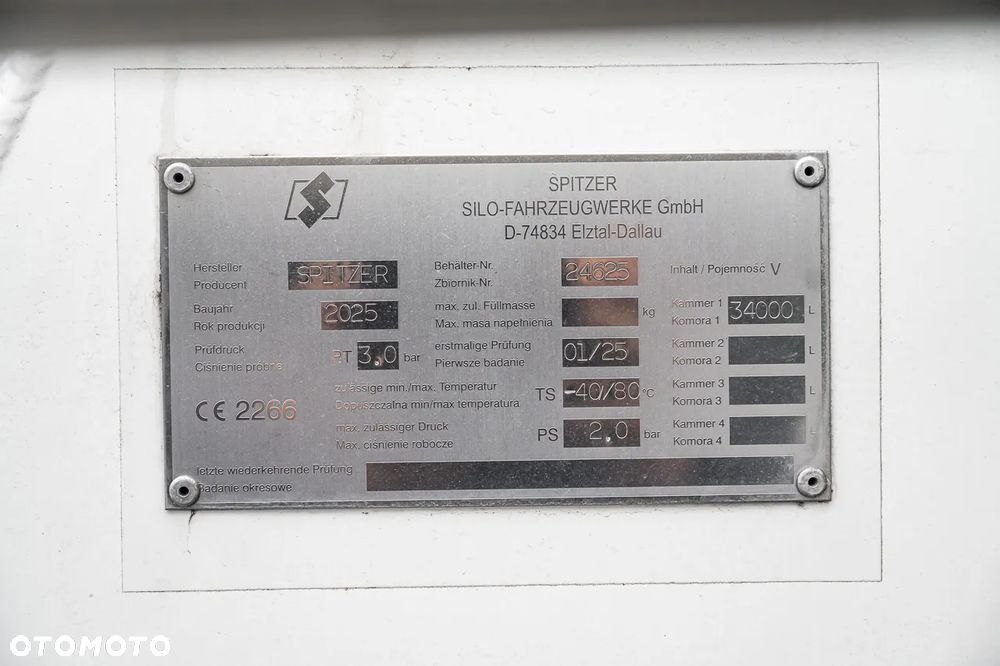 SPITZER
SILO-FAHRZEUGWERKE GmbH
D-74834 Elztal-Dallau
Hersteller
Producent
SPITZER
Behälter-Nr.
Zbiornik-Nr.
24625
Inhalt / Pojemność V
Baujahr
Rok produkcji
2025
max. zul. Füllmasse
Max. masa napełnienia
kg
Kammer 1
Komora 1
34000 L
Prüfdruck
Ciśnienie próbne
PT 3.0 bar
erstmalige Prüfung
Pierwsze badanie
01/25
Kammer 2
Komora 2
L
zulässige min./max. Temperatur
Dopuszczalna min/max temperatura
TS -40/80 °C
Kammer 3
Komora 3
L
CE 2266
max. zulässiger Druck
Max. ciśnienie robocze
PS 2.0 bar
Kammer 4
Komora 4
L
letzte wiederkehrende Prüfung
Badanie okresowe
OTOMOTO